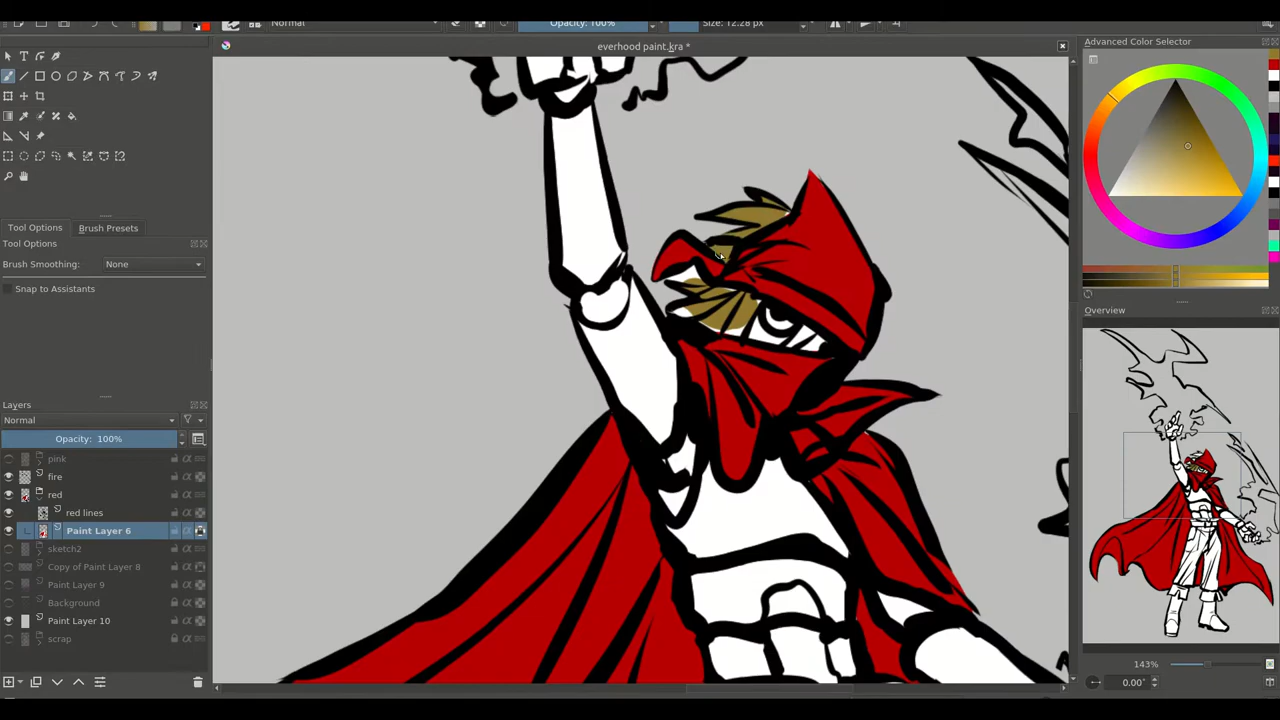 Normal
Opacity: 100%
Size: 12.28 px
everhood paint.kra *
Advanced Color Selector
Tool Options
Brush Presets
Tool Options
Brush Smoothing:
None
Snap to Assistants
Overview
Layers
Normal
Opacity: 100%
pink
fire
red
red lines
Paint Layer 6
sketch2
Copy of Paint Layer 8
Paint Layer 9
Background
Paint Layer 10
scrap
143%
0.00°